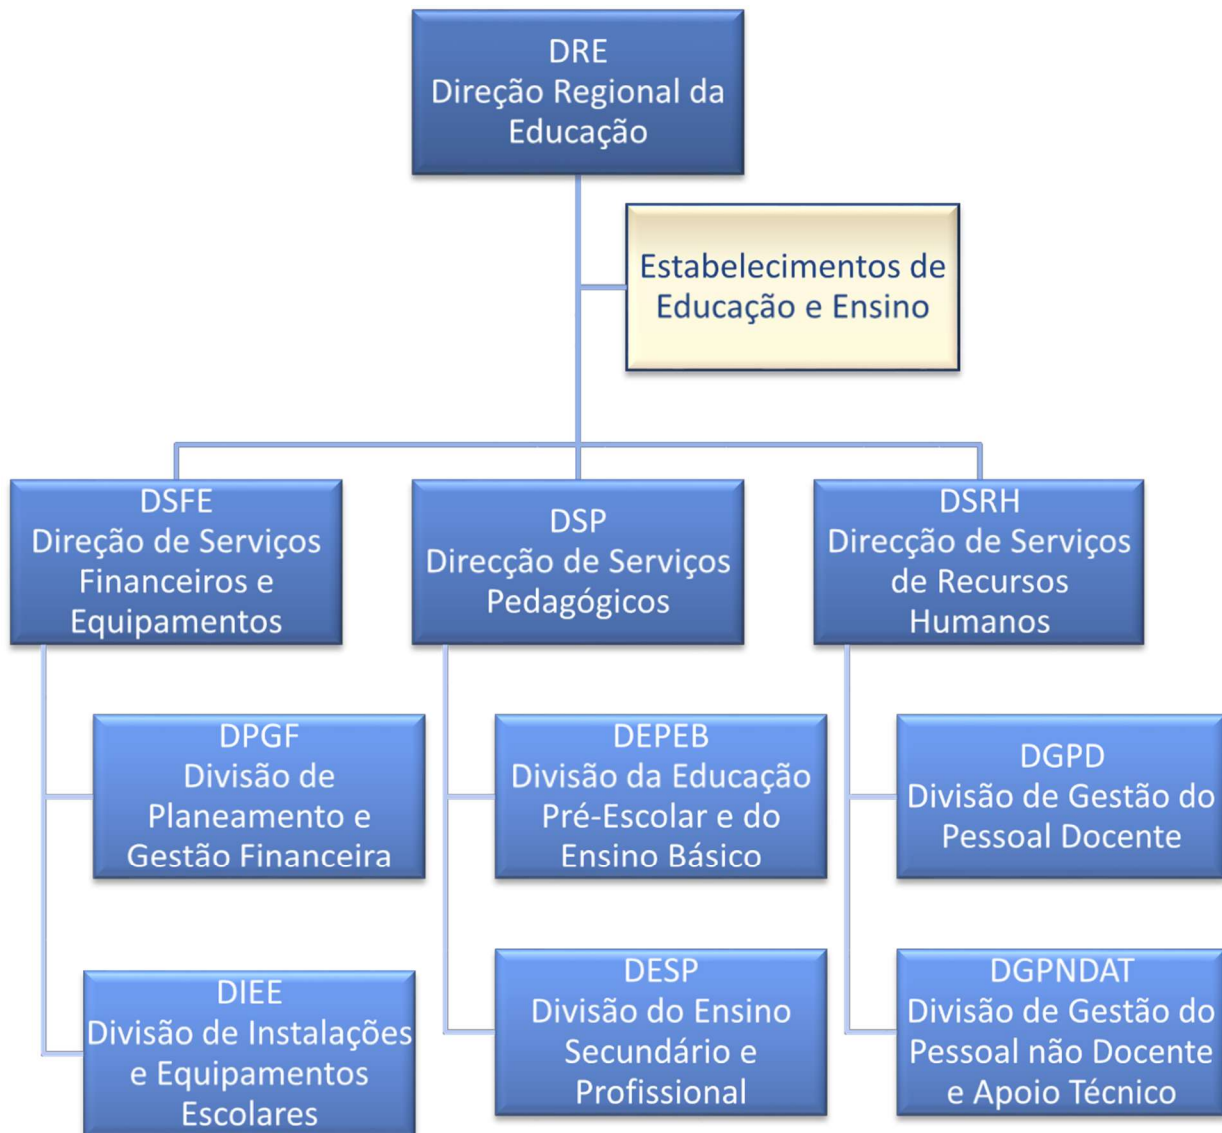 DRE
Direção Regional da
Educação
Estabelecimentos de
Educação e Ensino
DSFE
Direção de Serviços
Financeiros e
Equipamentos
DSP
Direcção de Serviços
Pedagógicos
DSRH
Direcção de Serviços
de Recursos
Humanos
DPGF
Divisão de
Planeamento e
Gestão Financeira
DEPEB
Divisão da Educação
Pré-Escolar e do
Ensino Básico
DGPD
Divisão de Gestão do
Pessoal Docente
DIEE
Divisão de Instalações
e Equipamentos
Escolares
DESP
Divisão do Ensino
Secundário e
Profissional
DGPNDAT
Divisão de Gestão do
Pessoal não Docente
e Apoio Técnico